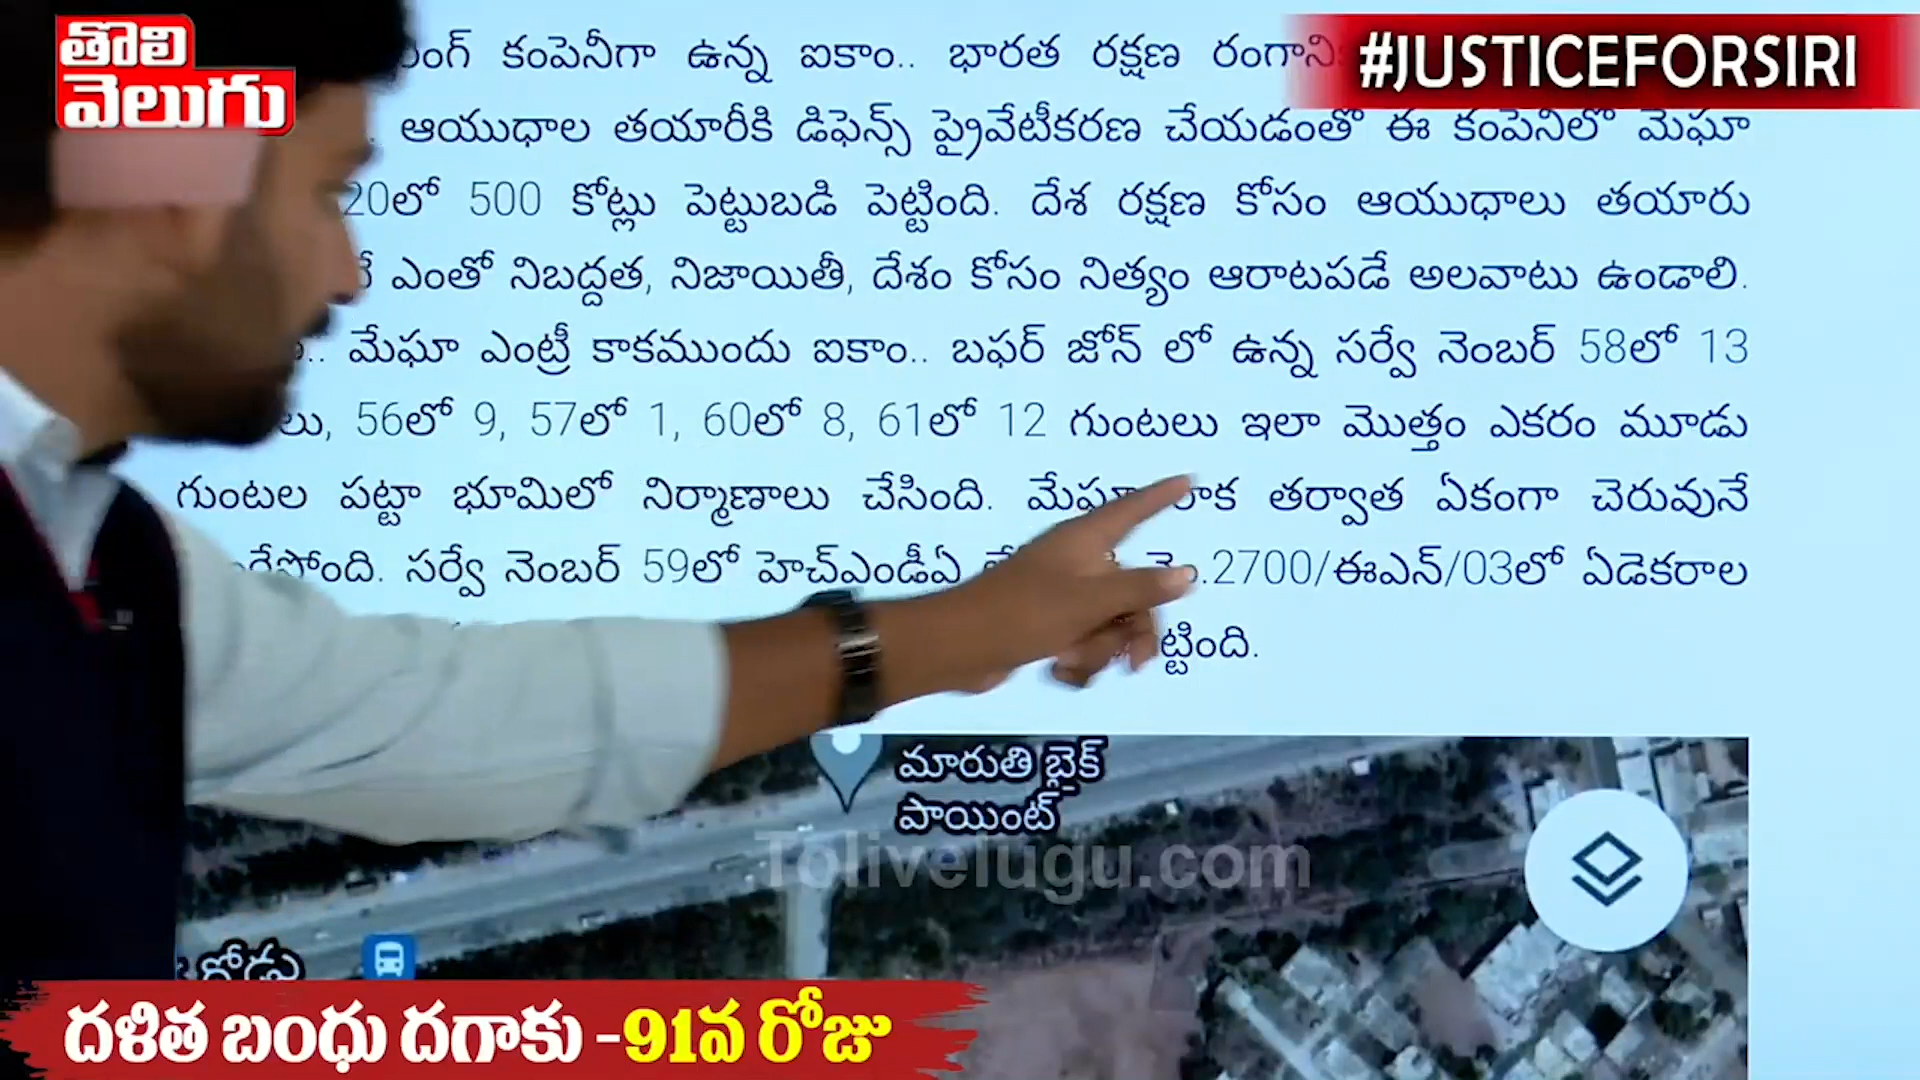 తొలి
వెలుగు
#JUSTICEFORSIRI
కంపెనీగా ఉన్న ఐకాం.. భారత రక్షణ
ఆయుధాల తయారీకి డిఫెన్స్ ప్రైవేటీకరణ చేయడంతో ఈ కంపెనీలో మేఘా
20లో 500 కోట్లు పెట్టుబడి పెట్టింది. దేశ రక్షణ కోసం ఆయుధాలు తయారు
ఎంతో నిబద్దత, నిజాయితీ, దేశం కోసం నిత్యం ఆరాటపడే అలవాటు ఉండాలి.
మేఘా ఎంట్రీ కాకముందు ఐకాం.. బఫర్ జోన్ లో ఉన్న సర్వే నెంబర్ 58లో 13
56లో 9, 57లో 1, 60లో 8, 61లో 12 గుంటలు ఇలా మొత్తం ఎకరం మూడు
గుంటల పట్టా భూమిలో నిర్మాణాలు చేసింది. తర్వాత ఏకంగా చెరువునే
సర్వే నెంబర్ 59లో హెచ్ఎండీఏ నెం.2700/ఈఎన్/03లో ఏడెకరాల
మారుతి బ్లైక్
పాయింట్
Tolivelugu.com
రోడ్డు
దళిత బంధు దగాకు -91వ రోజు